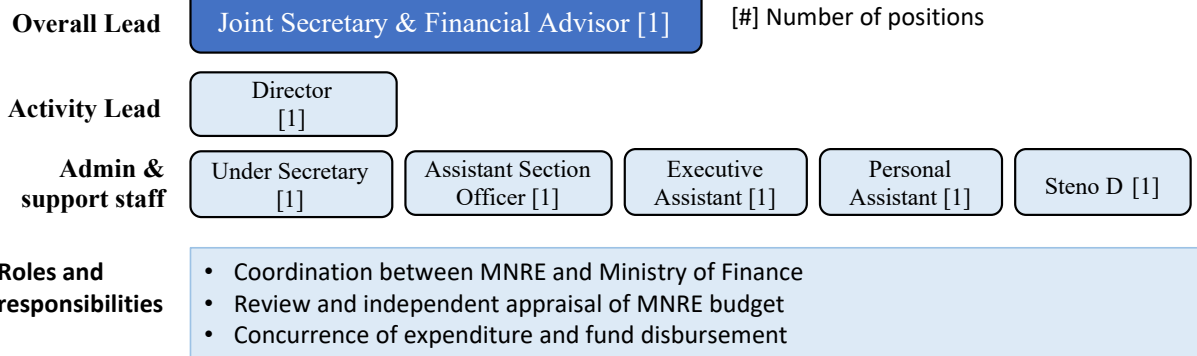 Overall Lead
Joint Secretary & Financial Advisor [1]
[#] Number of positions
Activity Lead
Director
[1]
Admin &
support staff
Under Secretary
[1]
Assistant Section
Officer [1]
Executive
Assistant [1]
Personal
Assistant [1]
Steno D [1]
Roles and
responsibilities
• Coordination between MNRE and Ministry of Finance
• Review and independent appraisal of MNRE budget
• Concurrence of expenditure and fund disbursement